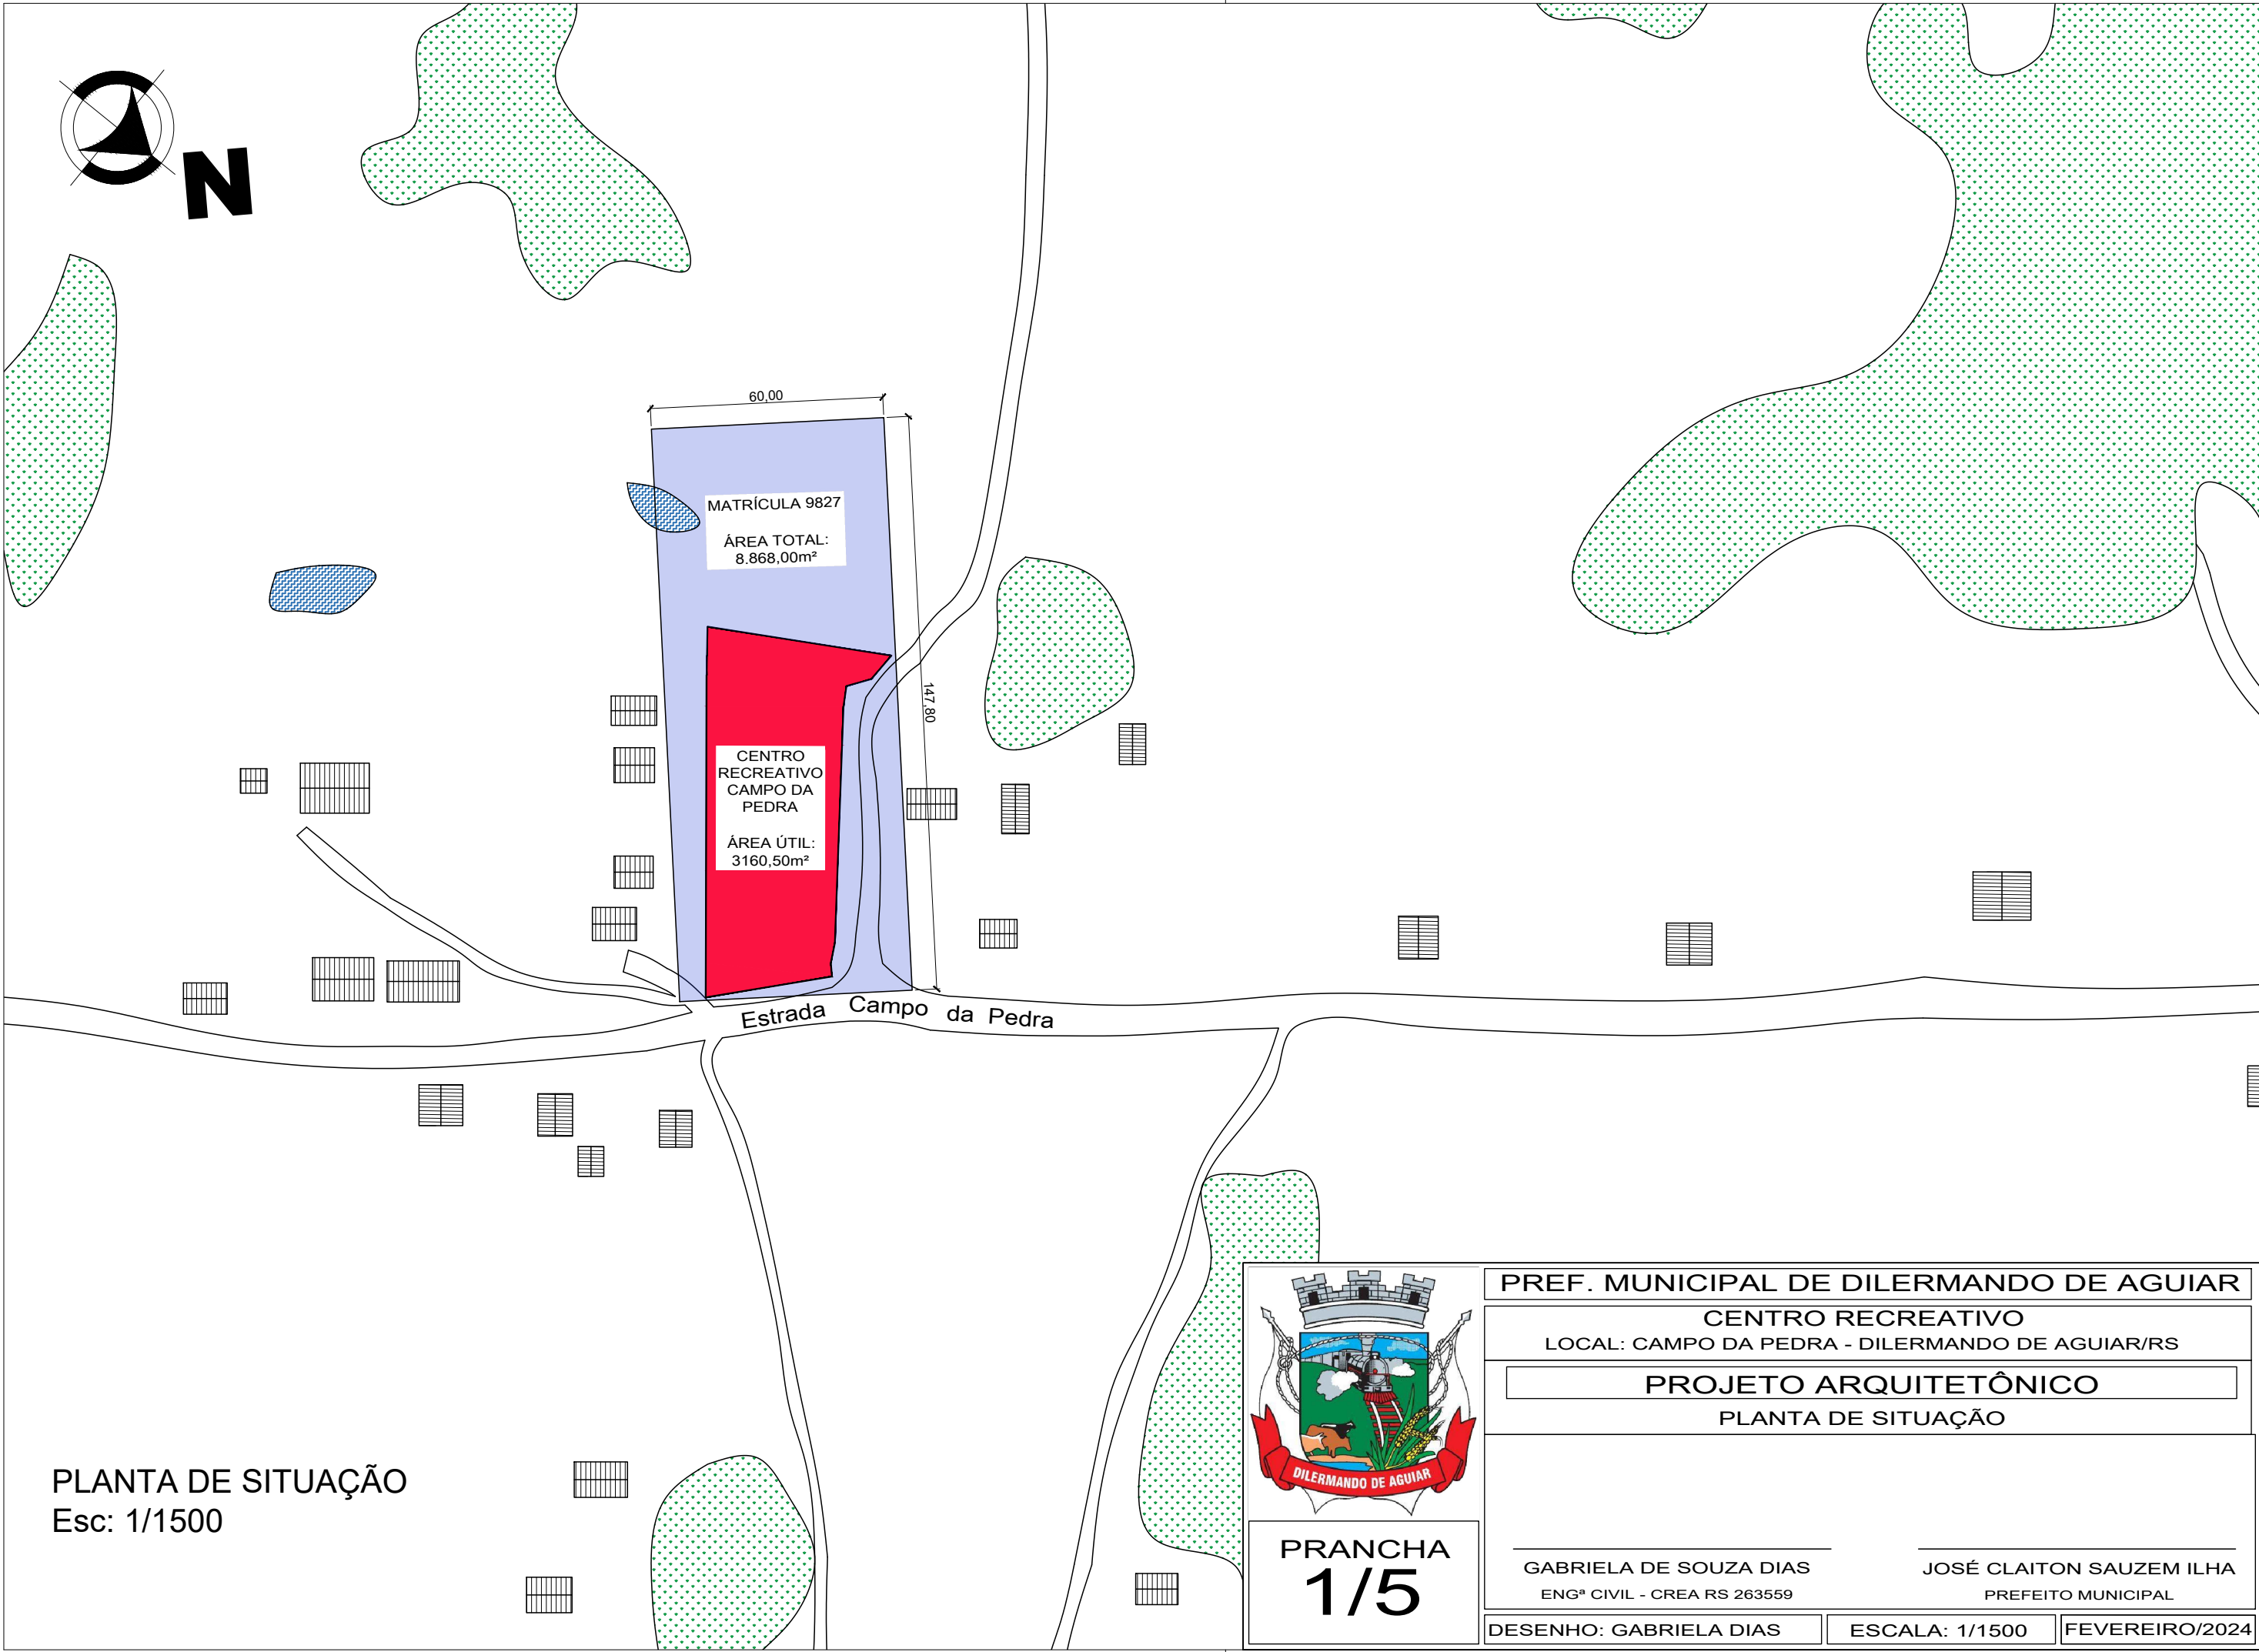 N
60,00
MATRÍCULA 9827
ÁREA TOTAL:
8.868,00m²
147,80
CENTRO
RECREATIVO
CAMPO DA
PEDRA
ÁREA ÚTIL:
3160,50m²
Estrada Campo da Pedra
PLANTA DE SITUAÇÃO
Esc: 1/1500
DILERMANDO DE AGUIAR
PRANCHA
1/5
PREF. MUNICIPAL DE DILERMANDO DE AGUIAR
CENTRO RECREATIVO
LOCAL: CAMPO DA PEDRA - DILERMANDO DE AGUIAR/RS
PROJETO ARQUITETÔNICO
PLANTA DE SITUAÇÃO
GABRIELA DE SOUZA DIAS
ENGª CIVIL - CREA RS 263559
JOSÉ CLAITON SAUZEM ILHA
PREFEITO MUNICIPAL
DESENHO: GABRIELA DIAS
ESCALA: 1/1500
FEVEREIRO/2024